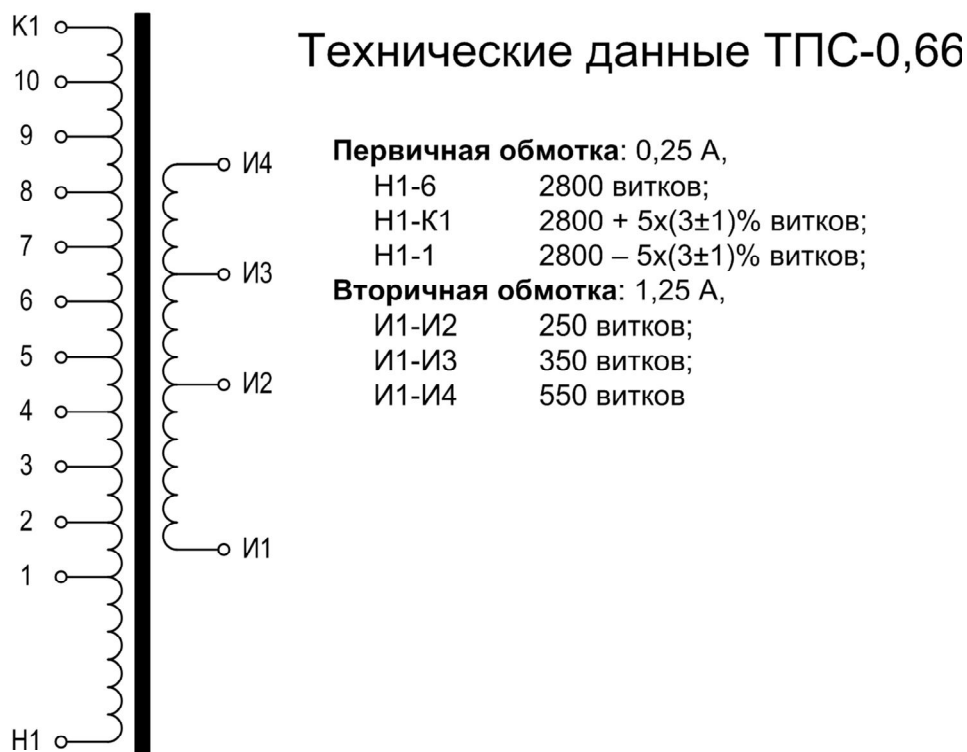 Технические данные ТПС-0,66
Первичная обмотка: 0,25 А,
Н1-6 2800 витков;
Н1-К1 2800 + 5х(3±1)% витков;
Н1-1 2800 – 5х(3±1)% витков;
Вторичная обмотка: 1,25 А,
И1-И2 250 витков;
И1-И3 350 витков;
И1-И4 550 витков
К1
10
9
8
7
6
5
4
3
2
1
Н1
И4
И3
И2
И1